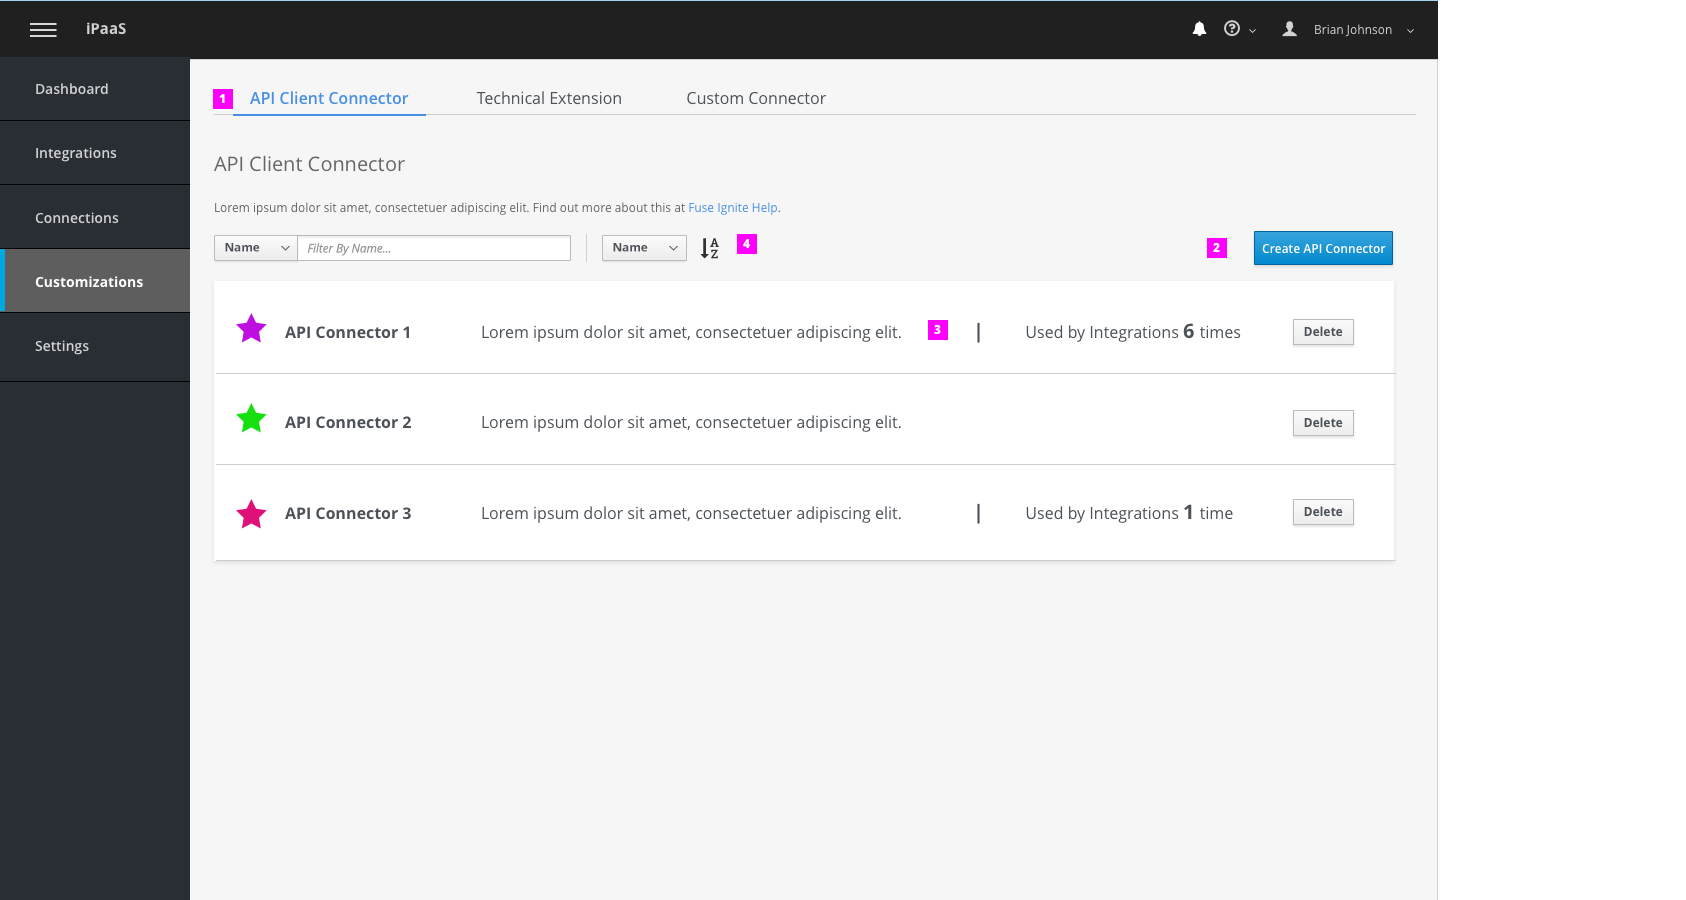 iPaaS
Brian Johnson
Dashboard
Integrations
Connections
Customizations
Settings
1 API Client Connector Technical Extension Custom Connector
API Client Connector
Lorem ipsum dolor sit amet, consectetuer adipiscing elit. Find out more about this at Fuse Ignite Help.
Name Filter By Name... Name A Z 4 2 Create API Connector
API Connector 1 Lorem ipsum dolor sit amet, consectetuer adipiscing elit. 3 | Used by Integrations 6 times Delete
API Connector 2 Lorem ipsum dolor sit amet, consectetuer adipiscing elit. Delete
API Connector 3 Lorem ipsum dolor sit amet, consectetuer adipiscing elit. | Used by Integrations 1 time Delete